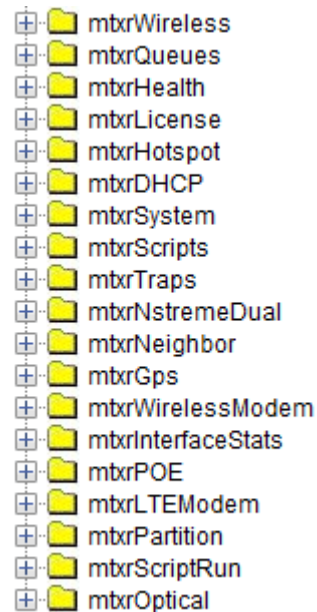 mtxrWireless
mtxrQueues
mtxrHealth
mtxrLicense
mtxrHotspot
mtxrDHCP
mtxrSystem
mtxrScripts
mtxrTraps
mtxrNstremeDual
mtxrNeighbor
mtxrGps
mtxrWirelessModem
mtxrInterfaceStats
mtxrPOE
mtxrLTEModem
mtxrPartition
mtxrScriptRun
mtxrOptical